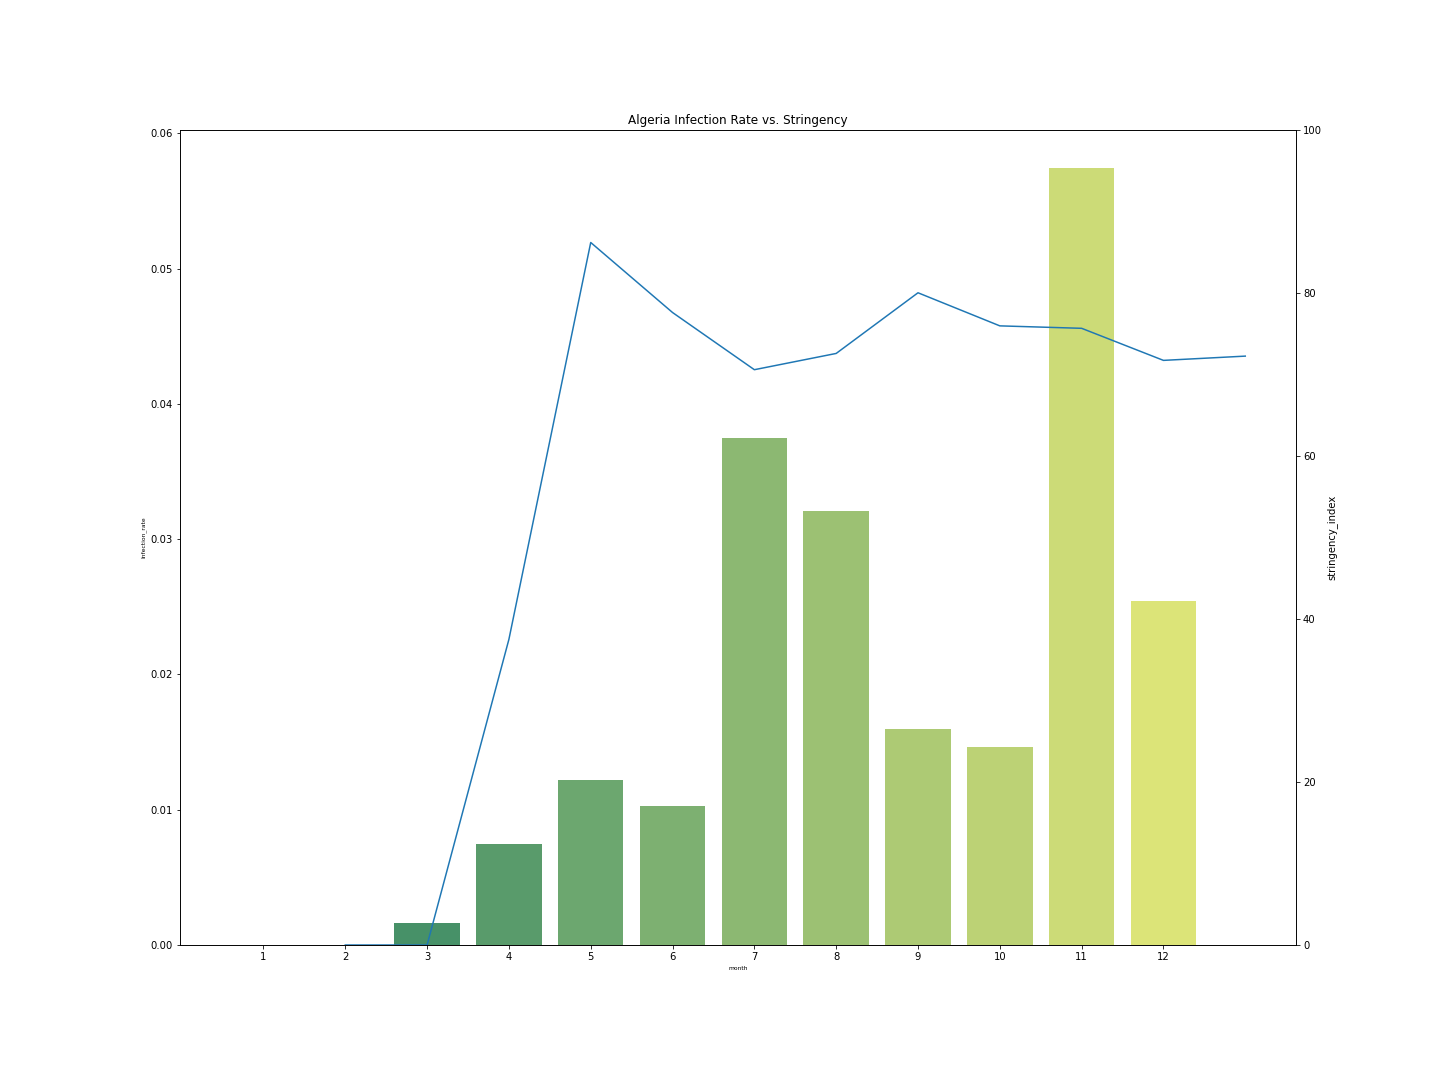 Algeria Infection Rate vs. Stringency
0.06
0.05
0.04
0.03
0.02
0.01
0.00
Infection_rate
100
80
60
40
20
0
stringency_index
1 2 3 4 5 6 7 8 9 10 11 12
month